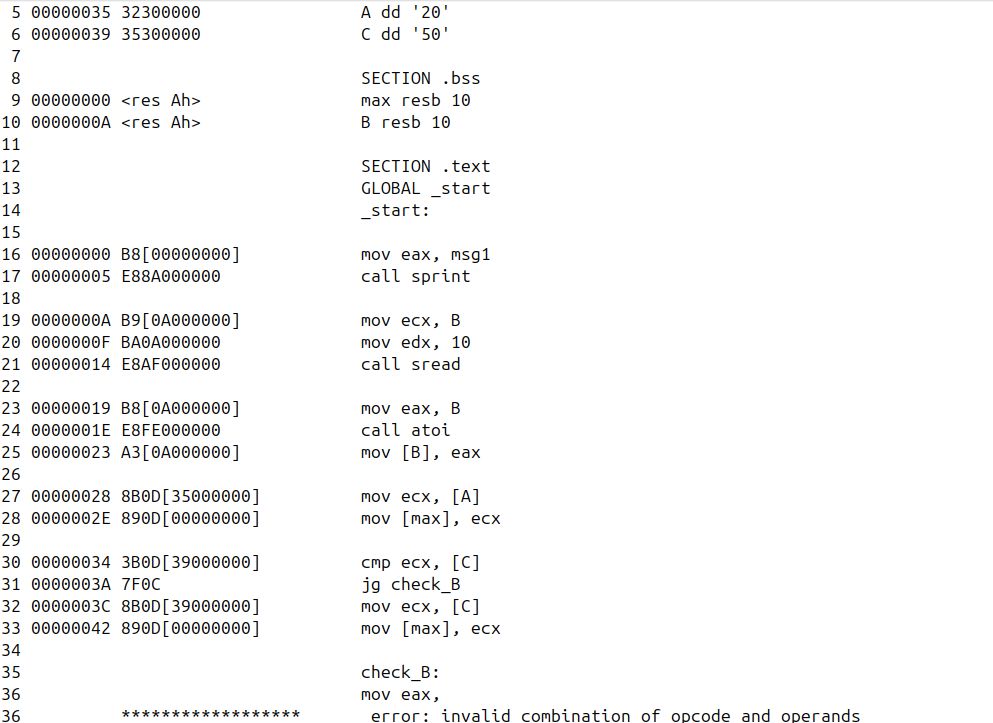 5 00000035 32300000 A dd '20'
6 00000039 35300000 C dd '50'
7
8 SECTION .bss
9 00000000 <res Ah> max resb 10
10 0000000A <res Ah> B resb 10
11
12 SECTION .text
13 GLOBAL _start
14 _start:
15
16 00000000 B8[00000000] mov eax, msg1
17 00000005 E88A000000 call sprint
18
19 0000000A B9[0A000000] mov ecx, B
20 0000000F BA0A000000 mov edx, 10
21 00000014 E8AF000000 call sread
22
23 00000019 B8[0A000000] mov eax, B
24 0000001E E8FE000000 call atoi
25 00000023 A3[0A000000] mov [B], eax
26
27 00000028 8B0D[35000000] mov ecx, [A]
28 0000002E 890D[00000000] mov [max], ecx
29
30 00000034 3B0D[39000000] cmp ecx, [C]
31 0000003A 7F0C jg check_B
32 0000003C 8B0D[39000000] mov ecx, [C]
33 00000042 890D[00000000] mov [max], ecx
34
35 check_B:
36 mov eax,
36 ****************** error: invalid combination of opcode and operands